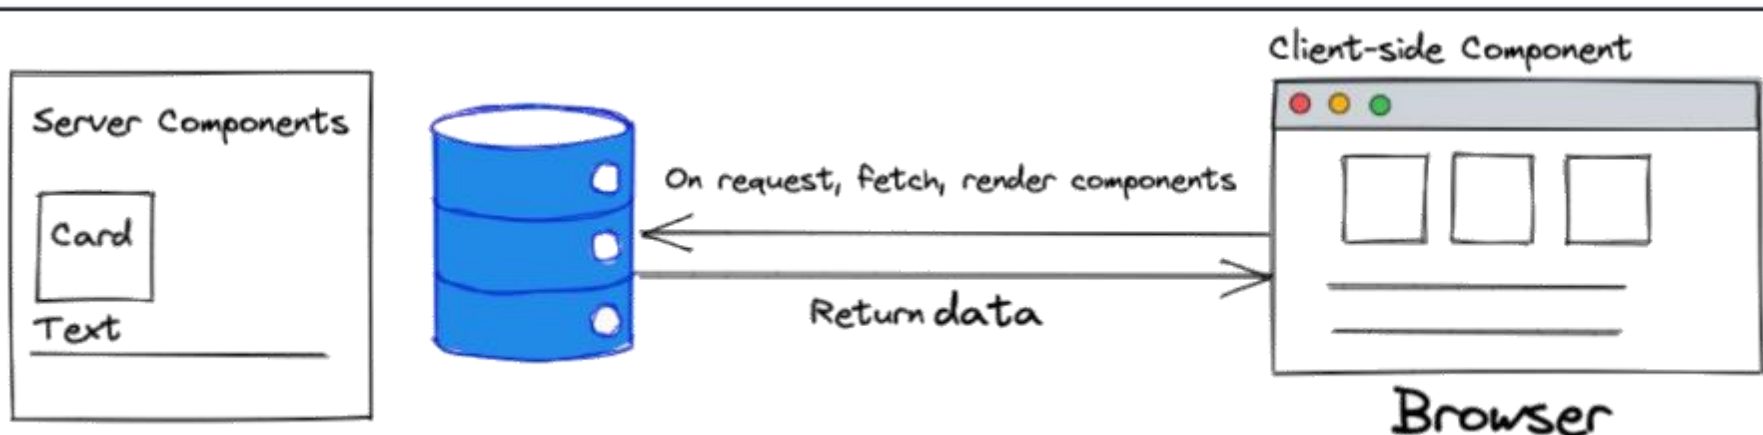 Client-side Component
Server Components
On request, fetch, render components
Card
Return data
Text
Browser